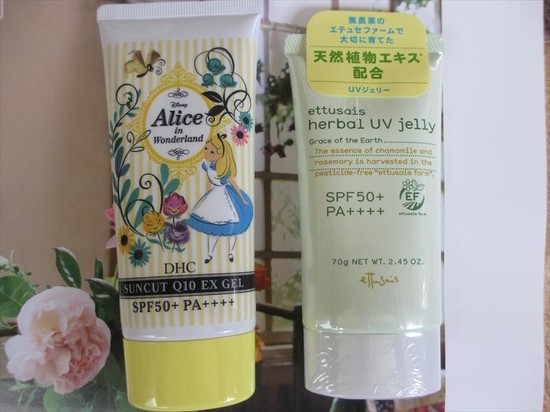 Disney
Alice
in
Wonderland
DHC
SUNCUT Q10 EX GEL
SPF50+ PA++++
無農薬の
エテュセファームで
大切に育てた
天然植物エキス
配合
UVジェリー
ettusais
herbal UV jelly
Grace of the Earth
The essence of chamomile and
rosemary is harvested in the
pesticide-free "ettusais farm".
SPF50+
PA++++
EF
ettusais farm
70g NET WT. 2.45 OZ.
ettusais